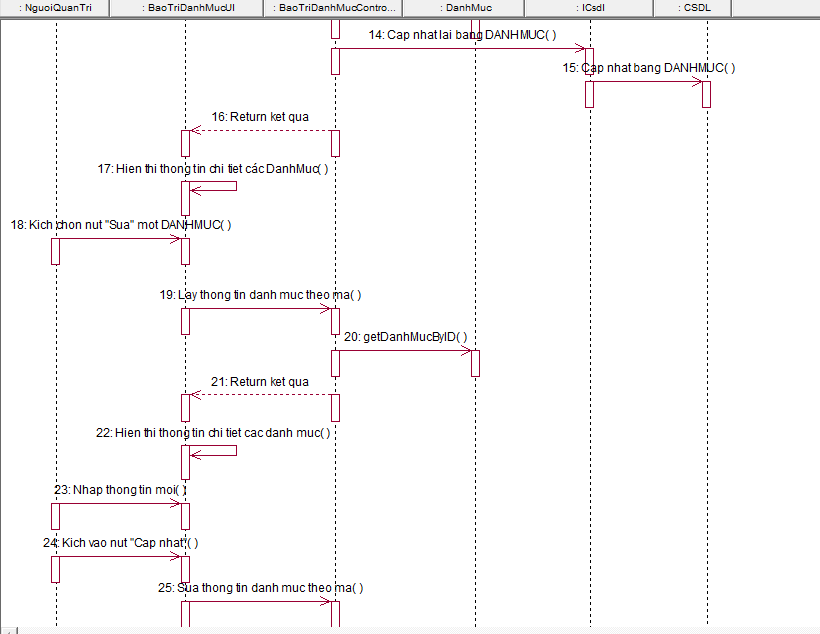 : NguoiQuanTri
: BaoTriDanhMucUI
: BaoTriDanhMucContro...
: DanhMuc
: ICsdl
: CSDL
14: Cap nhat lai bang DANHMUC( )
15: Cap nhat bang DANHMUC( )
16: Return ket qua
17: Hien thi thong tin chi tiet các DanhMuc( )
18: Kich chon nut "Sua" mot DANHMUC( )
19: Lay thong tin danh muc theo ma( )
20: getDanhMucByID( )
21: Return ket qua
22: Hien thi thong tin chi tiet cac danh muc( )
23: Nhap thong tin moi( )
24: Kich vao nut "Cap nhat"( )
25: Sua thong tin danh muc theo ma( )